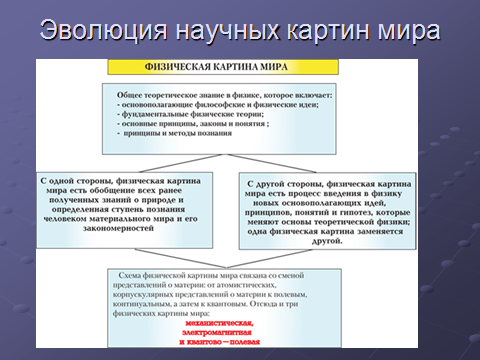 Эволюция научных картин мира
ФИЗИЧЕСКАЯ КАРТИНА МИРА
Общее теоретическое знание в физике, которое включает:
- основополагающие философские и физические идеи;
- фундаментальные физические теории;
- основные принципы, законы и понятия ;
- принципы и методы познания
С одной стороны, физическая картина
мира есть обобщение всех ранее
полученных знаний о природе и
определенная ступень познания
человеком материального мира и его
закономерностей
С другой стороны, физическая картина
мира есть процесс введения в физику
новых основополагающих идей,
принципов, понятий и гипотез, которые
меняют основы теоретической физики;
одна физическая картина заменяется
другой.
Схема физической картины мира связана со сменой
представлений о материи: от атомистических,
корпускулярных представлений о материи к полевым,
континуальным, а затем к квантовым. Отсюда и три
физических картины мира:
механистическая,
электромагнитная
и квантово – полевая